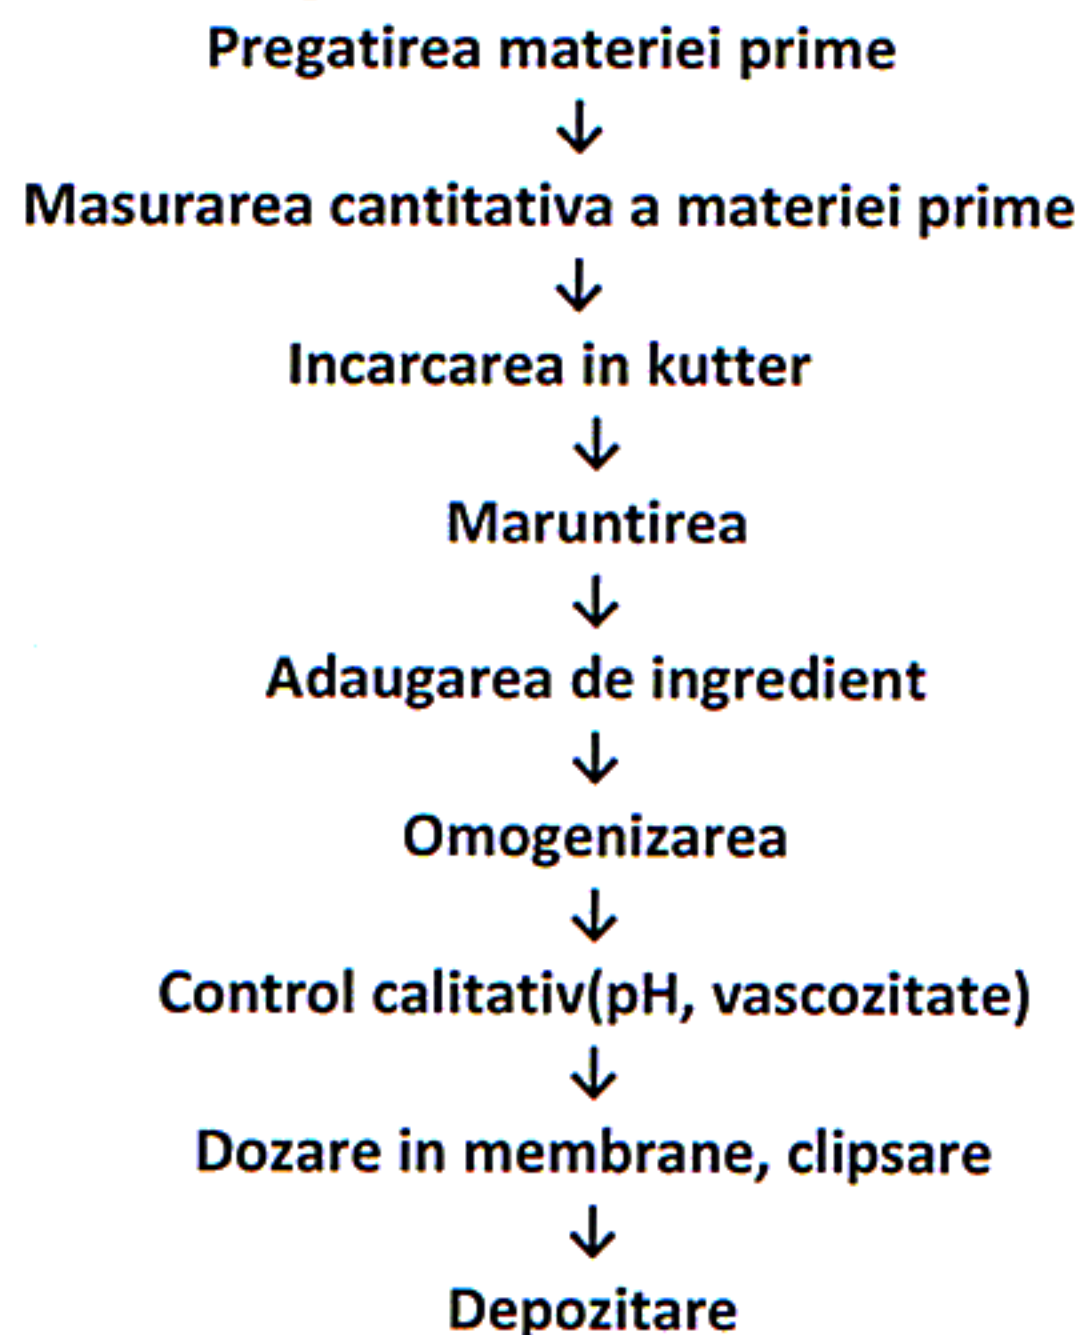 Pregatirea materiei prime
↓
Masurarea cantitativa a materiei prime
↓
Incarcarea in kutter
↓
Maruntirea
↓
Adaugarea de ingredient
↓
Omogenizarea
↓
Control calitativ(pH, vascozitate)
↓
Dozare in membrane, clipsare
↓
Depozitare